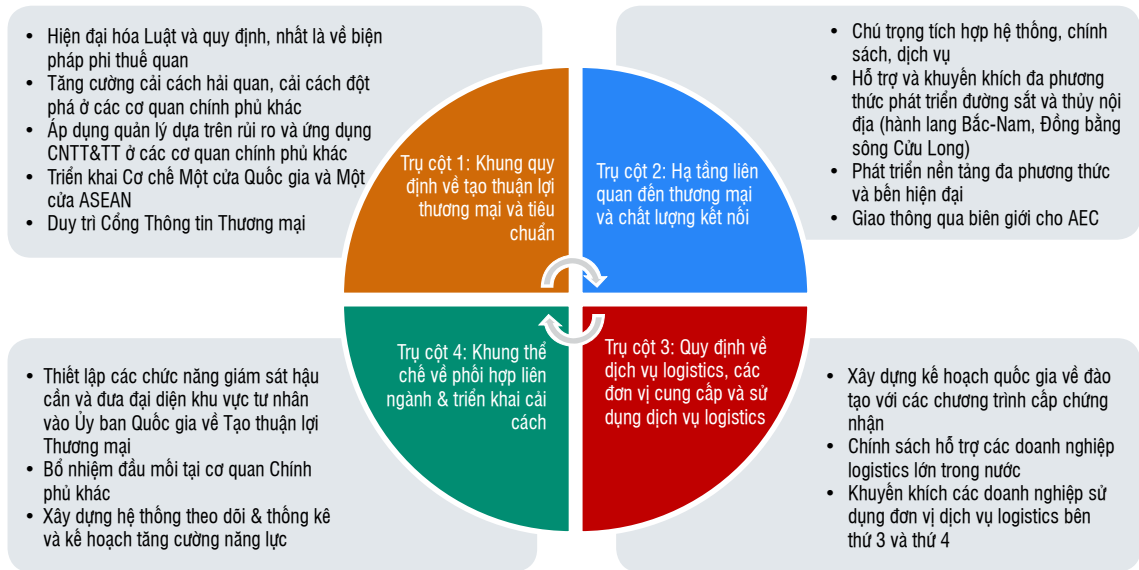 • Hiện đại hóa Luật và quy định, nhất là về biện
pháp phi thuế quan
• Tăng cường cải cách hải quan, cải cách đột
phá ở các cơ quan chính phủ khác
• Áp dụng quản lý dựa trên rủi ro và ứng dụng
CNTT&TT ở các cơ quan chính phủ khác
• Triển khai Cơ chế Một cửa Quốc gia và Một
cửa ASEAN
• Duy trì Cổng Thông tin Thương mại
• Chú trọng tích hợp hệ thống, chính
sách, dịch vụ
• Hỗ trợ và khuyến khích đa phương
thức phát triển đường sắt và thủy nội
địa (hành lang Bắc-Nam, Đồng bằng
sông Cửu Long)
• Phát triển nền tảng đa phương thức
và bến hiện đại
• Giao thông qua biên giới cho AEC
Trụ cột 1: Khung quy
định về tạo thuận lợi
thương mại và tiêu
chuẩn
Trụ cột 2: Hạ tầng liên
quan đến thương mại
và chất lượng kết nối
Trụ cột 4: Khung thể
chế về phối hợp liên
ngành & triển khai cải
cách
Trụ cột 3: Quy định về
dịch vụ logistics, các
đơn vị cung cấp và sử
dụng dịch vụ logistics
• Thiết lập các chức năng giám sát hậu
cần và đưa đại diện khu vực tư nhân
vào Ủy ban Quốc gia về Tạo thuận lợi
Thương mại
• Bổ nhiệm đầu mối tại cơ quan Chính
phủ khác
• Xây dựng hệ thống theo dõi & thống kê
và kế hoạch tăng cường năng lực
• Xây dựng kế hoạch quốc gia về đào
tạo với các chương trình cấp chứng
nhận
• Chính sách hỗ trợ các doanh nghiệp
logistics lớn trong nước
• Khuyến khích các doanh nghiệp sử
dụng đơn vị dịch vụ logistics bên
thứ 3 và thứ 4